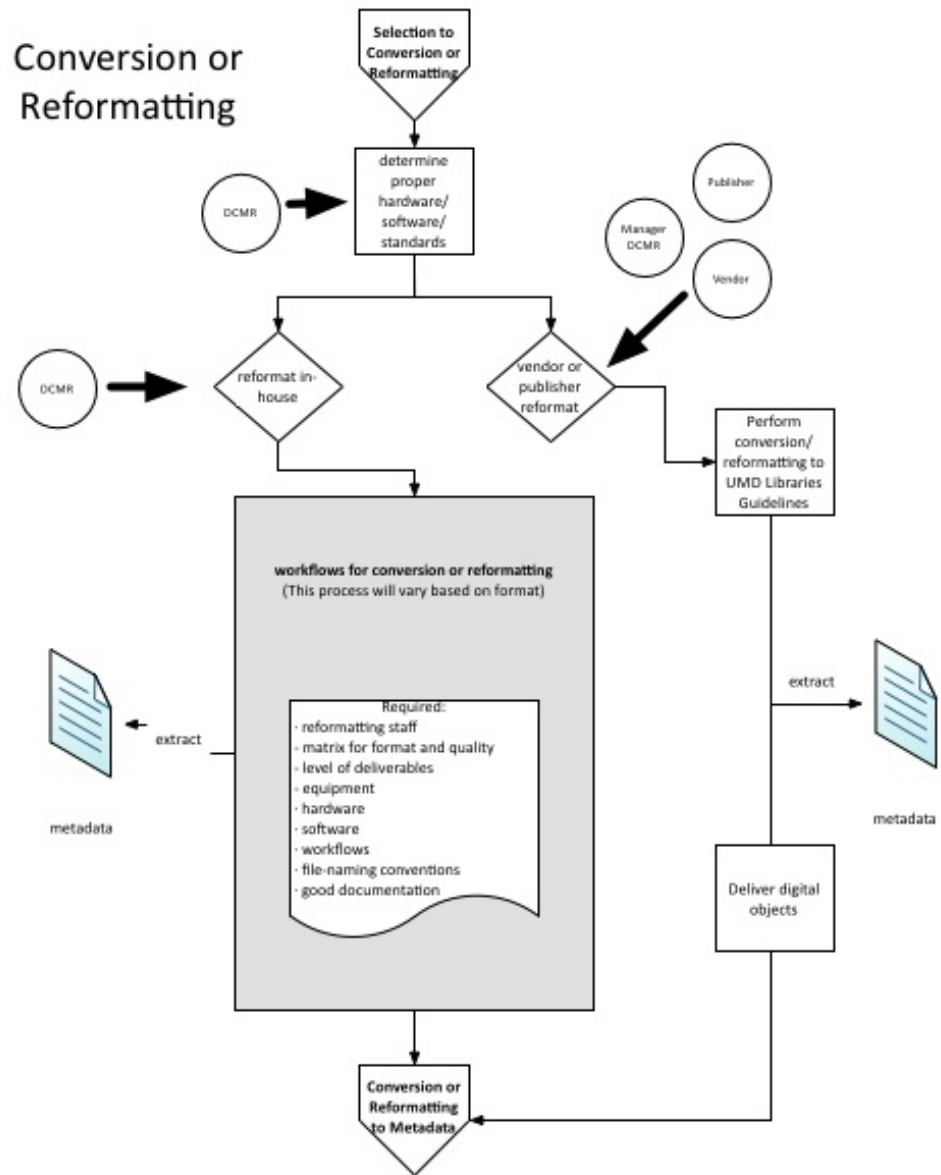 Conversion or
Reformatting
Selection to
Conversion or
Reformatting
determine
proper
hardware/
software/
standards
DCMR
Publisher
Manager
DCMR
Vendor
DCMR
reformat in-
house
vendor or
publisher
reformat
Perform
conversion/
reformatting to
UMD Libraries
Guidelines
workflows for conversion or reformatting
(This process will vary based on format)
Required:
· reformatting staff
- matrix for format and quality
- level of deliverables
- equipment
· hardware
· software
· workflows
· file-naming conventions
· good documentation
extract
metadata
extract
metadata
Deliver digital
objects
Conversion or
Reformatting
to Metadata